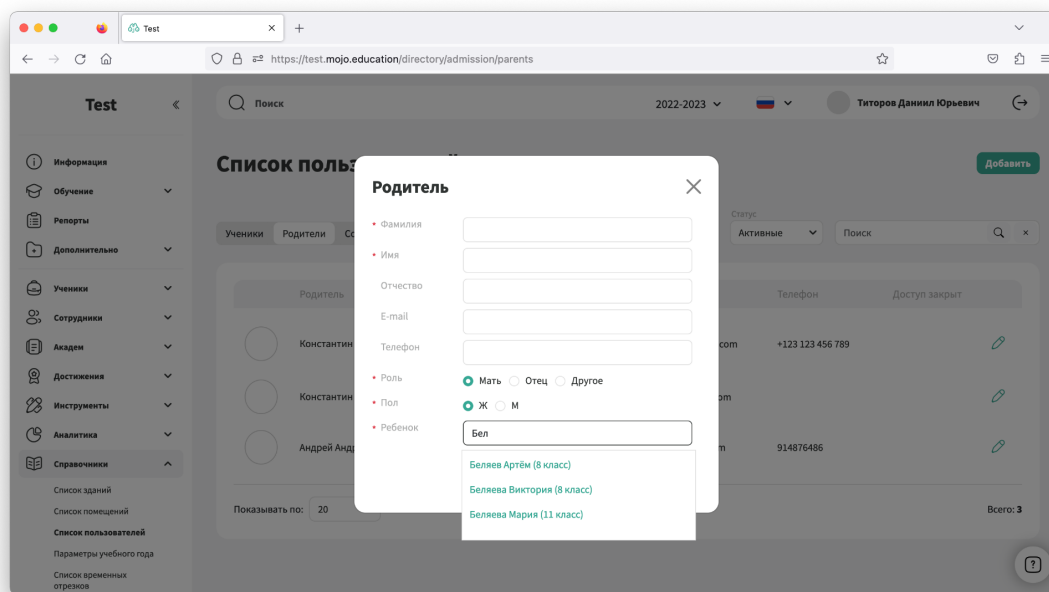 Test
https://test.mojo.education/directory/admission/parents
Test
Поиск
2022-2023
Титоров Даниил Юрьевич
Информация
Обучение
Репорты
Дополнительно
Ученики
Сотрудники
Академ
Достижения
Инструменты
Аналитика
Справочники
Список зданий
Список помещений
Список пользователей
Параметры учебного года
Список временных
отрезков
Список
Добавить
Ученики Родители
Статус
Активные
Поиск
Родитель Телефон Доступ закрыт
Константин com +123 123 456 789
Константин
Андрей 914876486
Показывать по: 20 Всего: 3
Родитель
* Фамилия
* Имя
Отчество
E-mail
Телефон
* Роль Мать Отец Другое
* Пол Ж М
* Ребенок Бел
Беляев Артём (8 класс)
Беляева Виктория (8 класс)
Беляева Мария (11 класс)
?